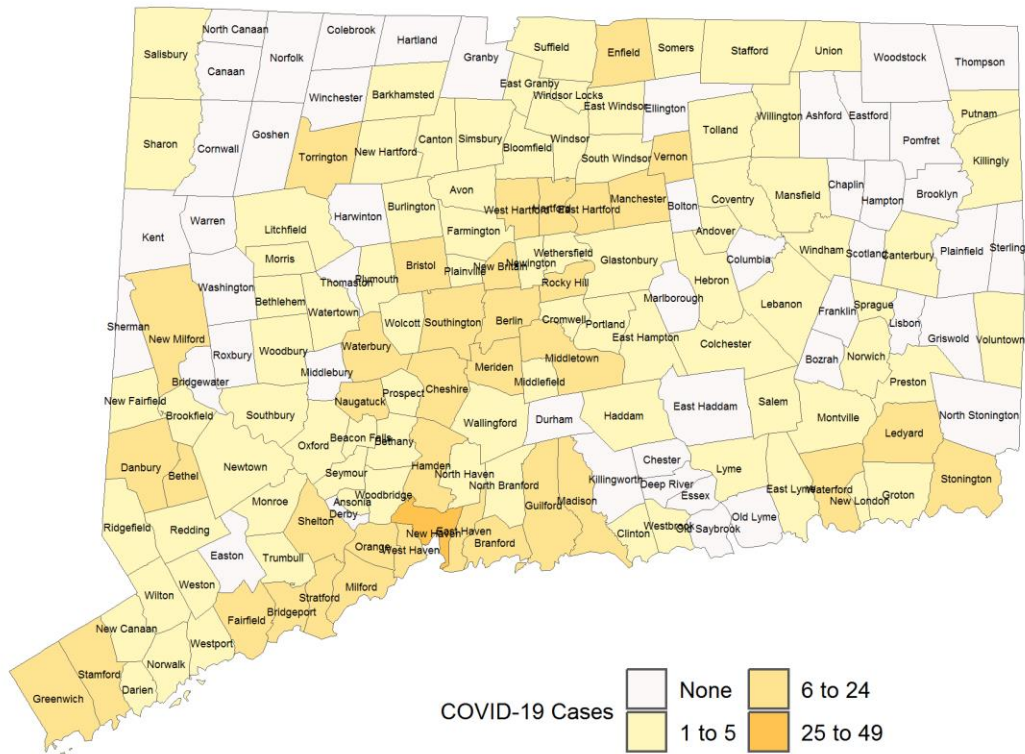 North Canaan
Colebrook
Hartland
Salisbury
Norfolk
Canaan
Granby
Suffield
Enfield
Somers
Stafford
Union
Woodstock
Thompson
East Granby
Windsor Locks
Winchester
Barkhamsted
East Windsor
Ellington
Sharon
Cornwall
Goshen
Torrington
New Hartford
Canton
Simsbury
Bloomfield
Windsor
South Windsor
Vernon
Tolland
Willington
Ashford
Eastford
Pomfret
Putnam
Killingly
Avon
West Hartford
Hartford
East Hartford
Manchester
Bolton
Coventry
Mansfield
Chaplin
Hampton
Brooklyn
Kent
Warren
Litchfield
Harwinton
Burlington
Farmington
Andover
Morris
Bristol
Plainville
New Britain
Newington
Wethersfield
Glastonbury
Hebron
Columbia
Windham
Scotland
Canterbury
Plainfield
Sterling
Washington
Bethlehem
Thomaston
Plymouth
Watertown
Rocky Hill
Marlborough
Lebanon
Franklin
Sprague
Lisbon
Griswold
Voluntown
Sherman
New Milford
Roxbury
Woodbury
Wolcott
Southington
Berlin
Cromwell
Portland
East Hampton
Colchester
Bozrah
Norwich
Preston
Bridgewater
Middlebury
Waterbury
Meriden
Middletown
Middlefield
New Fairfield
Brookfield
Southbury
Naugatuck
Prospect
Cheshire
Wallingford
Durham
Haddam
East Haddam
Salem
Montville
North Stonington
Oxford
Beacon Falls
Bethany
Ledyard
Danbury
Bethel
Newtown
Seymour
Woodbridge
Hamden
North Haven
North Branford
Guilford
Madison
Killingworth
Chester
Deep River
Essex
Lyme
East Lyme
Waterford
New London
Groton
Stonington
Ridgefield
Redding
Monroe
Ansonia
Derby
Shelton
Orange
New Haven
West Haven
East Haven
Branford
Clinton
Westbrook
Old Saybrook
Old Lyme
Easton
Trumbull
Milford
Wilton
Weston
Fairfield
Bridgeport
Stratford
New Canaan
Westport
Norwalk
Darien
Stamford
Greenwich
COVID-19 Cases
None
1 to 5
6 to 24
25 to 49